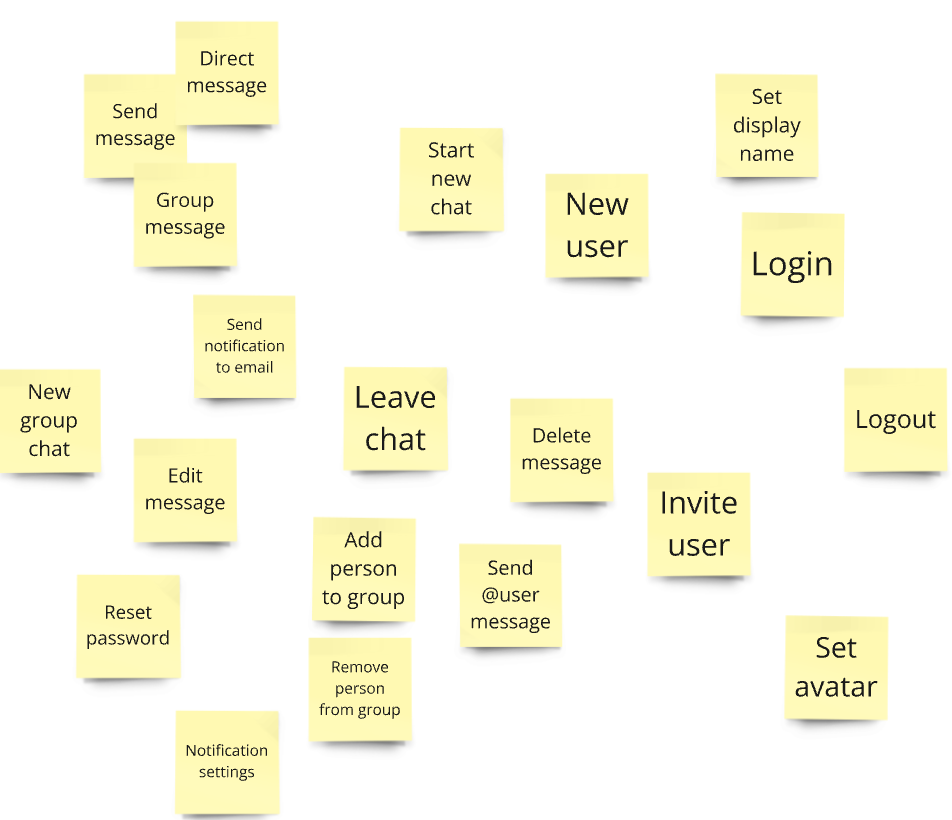 Direct
message
Send
message
Group
message
Start
new
chat
New
user
Set
display
name
Login
Send
notification
to email
New
group
chat
Leave
chat
Delete
message
Logout
Edit
message
Invite
user
Add
person
to group
Send
@user
message
Reset
password
Remove
person
from group
Set
avatar
Notification
settings